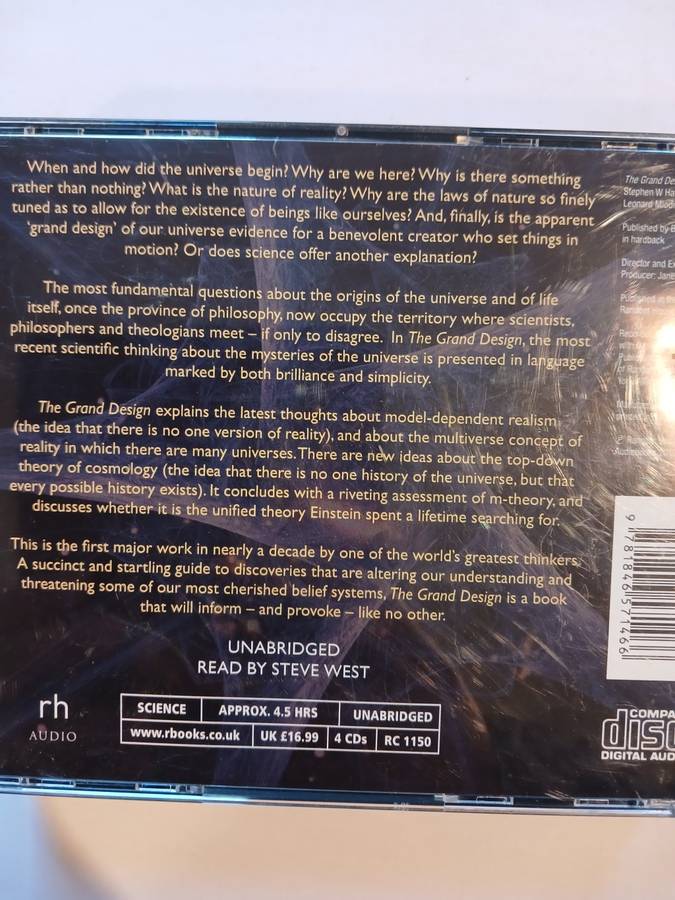 When and how did the universe begin? Why are we here? Why is there something
rather than nothing? What is the nature of reality? Why are the laws of nature so finely
tuned as to allow for the existence of beings like ourselves? And, finally, is the apparent
'grand design' of our universe evidence for a benevolent creator who set things in
motion? Or does science offer another explanation?
The most fundamental questions about the origins of the universe and of life
itself, once the province of philosophy, now occupy the territory where scientists,
philosophers and theologians meet – if only to disagree. In The Grand Design, the most
recent scientific thinking about the mysteries of the universe is presented in language
marked by both brilliance and simplicity.
The Grand Design explains the latest thoughts about model-dependent realism
(the idea that there is no one version of reality), and about the multiverse concept of
reality in which there are many universes. There are new ideas about the top-down
theory of cosmology (the idea that there is no one history of the universe, but that
every possible history exists). It concludes with a riveting assessment of m-theory, and
discusses whether it is the unified theory Einstein spent a lifetime searching for.
This is the first major work in nearly a decade by one of the world's greatest thinkers.
A succinct and startling guide to discoveries that are altering our understanding and
threatening some of our most cherished belief systems, The Grand Design is a book
that will inform – and provoke – like no other.
UNABRIDGED
READ BY STEVE WEST
rh
AUDIO
SCIENCE APPROX. 4.5 HRS UNABRIDGED
www.rbooks.co.uk UK £16.99 4 CDs RC 1150
The Grand De
Stephen W Ha
Leonard Mlod
Published by B
in hardback
Director and Ex
Producer: Jane
9 781846 571466
COMPA
disc
DIGITAL AUD